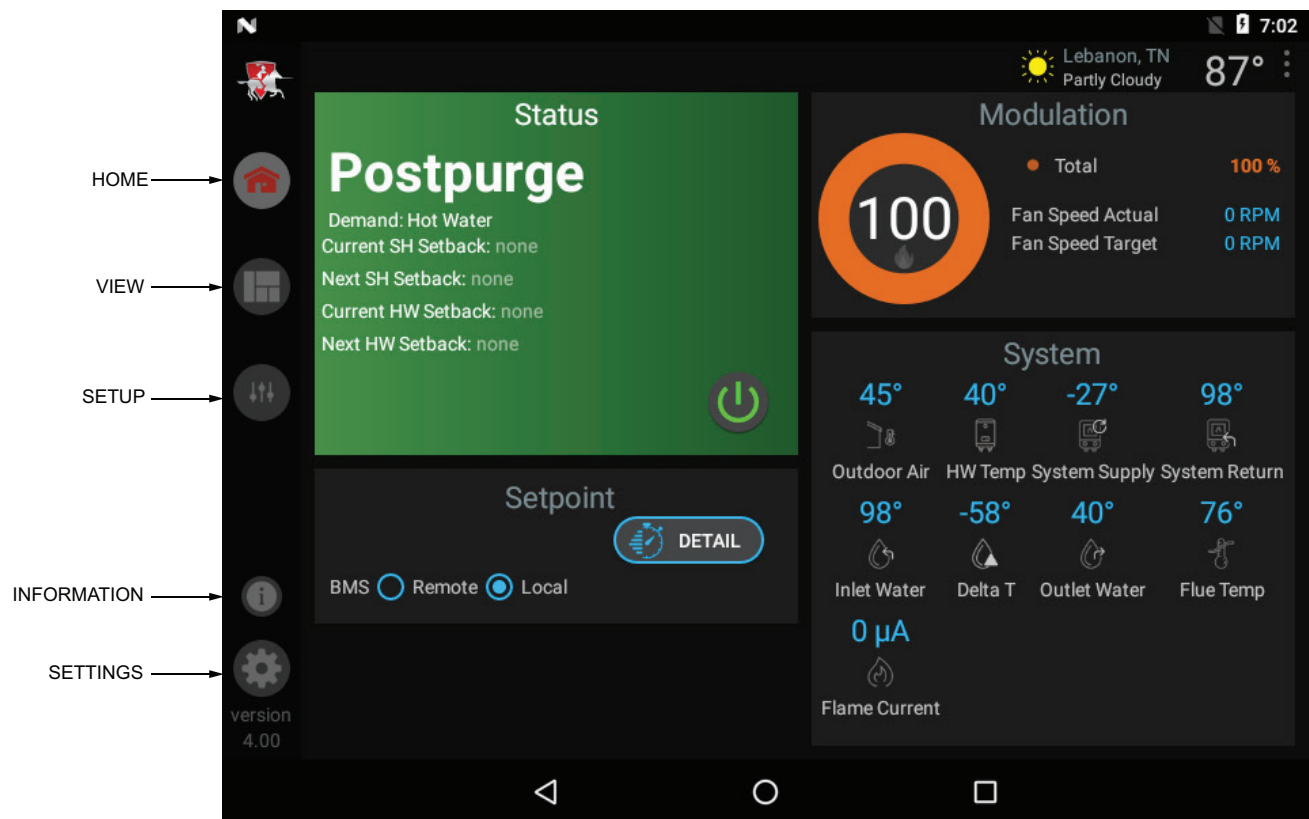 7:02
Lebanon, TN
Partly Cloudy
87°
HOME
VIEW
SETUP
INFORMATION
SETTINGS
version
4.00
Status
Postpurge
Demand: Hot Water
Current SH Setback: none
Next SH Setback: none
Current HW Setback: none
Next HW Setback: none
Setpoint
DETAIL
BMS Remote Local
Modulation
100
Total 100 %
Fan Speed Actual 0 RPM
Fan Speed Target 0 RPM
System
45° 40° -27° 98°
Outdoor Air HW Temp System Supply System Return
98° -58° 40° 76°
Inlet Water Delta T Outlet Water Flue Temp
0 µA
Flame Current